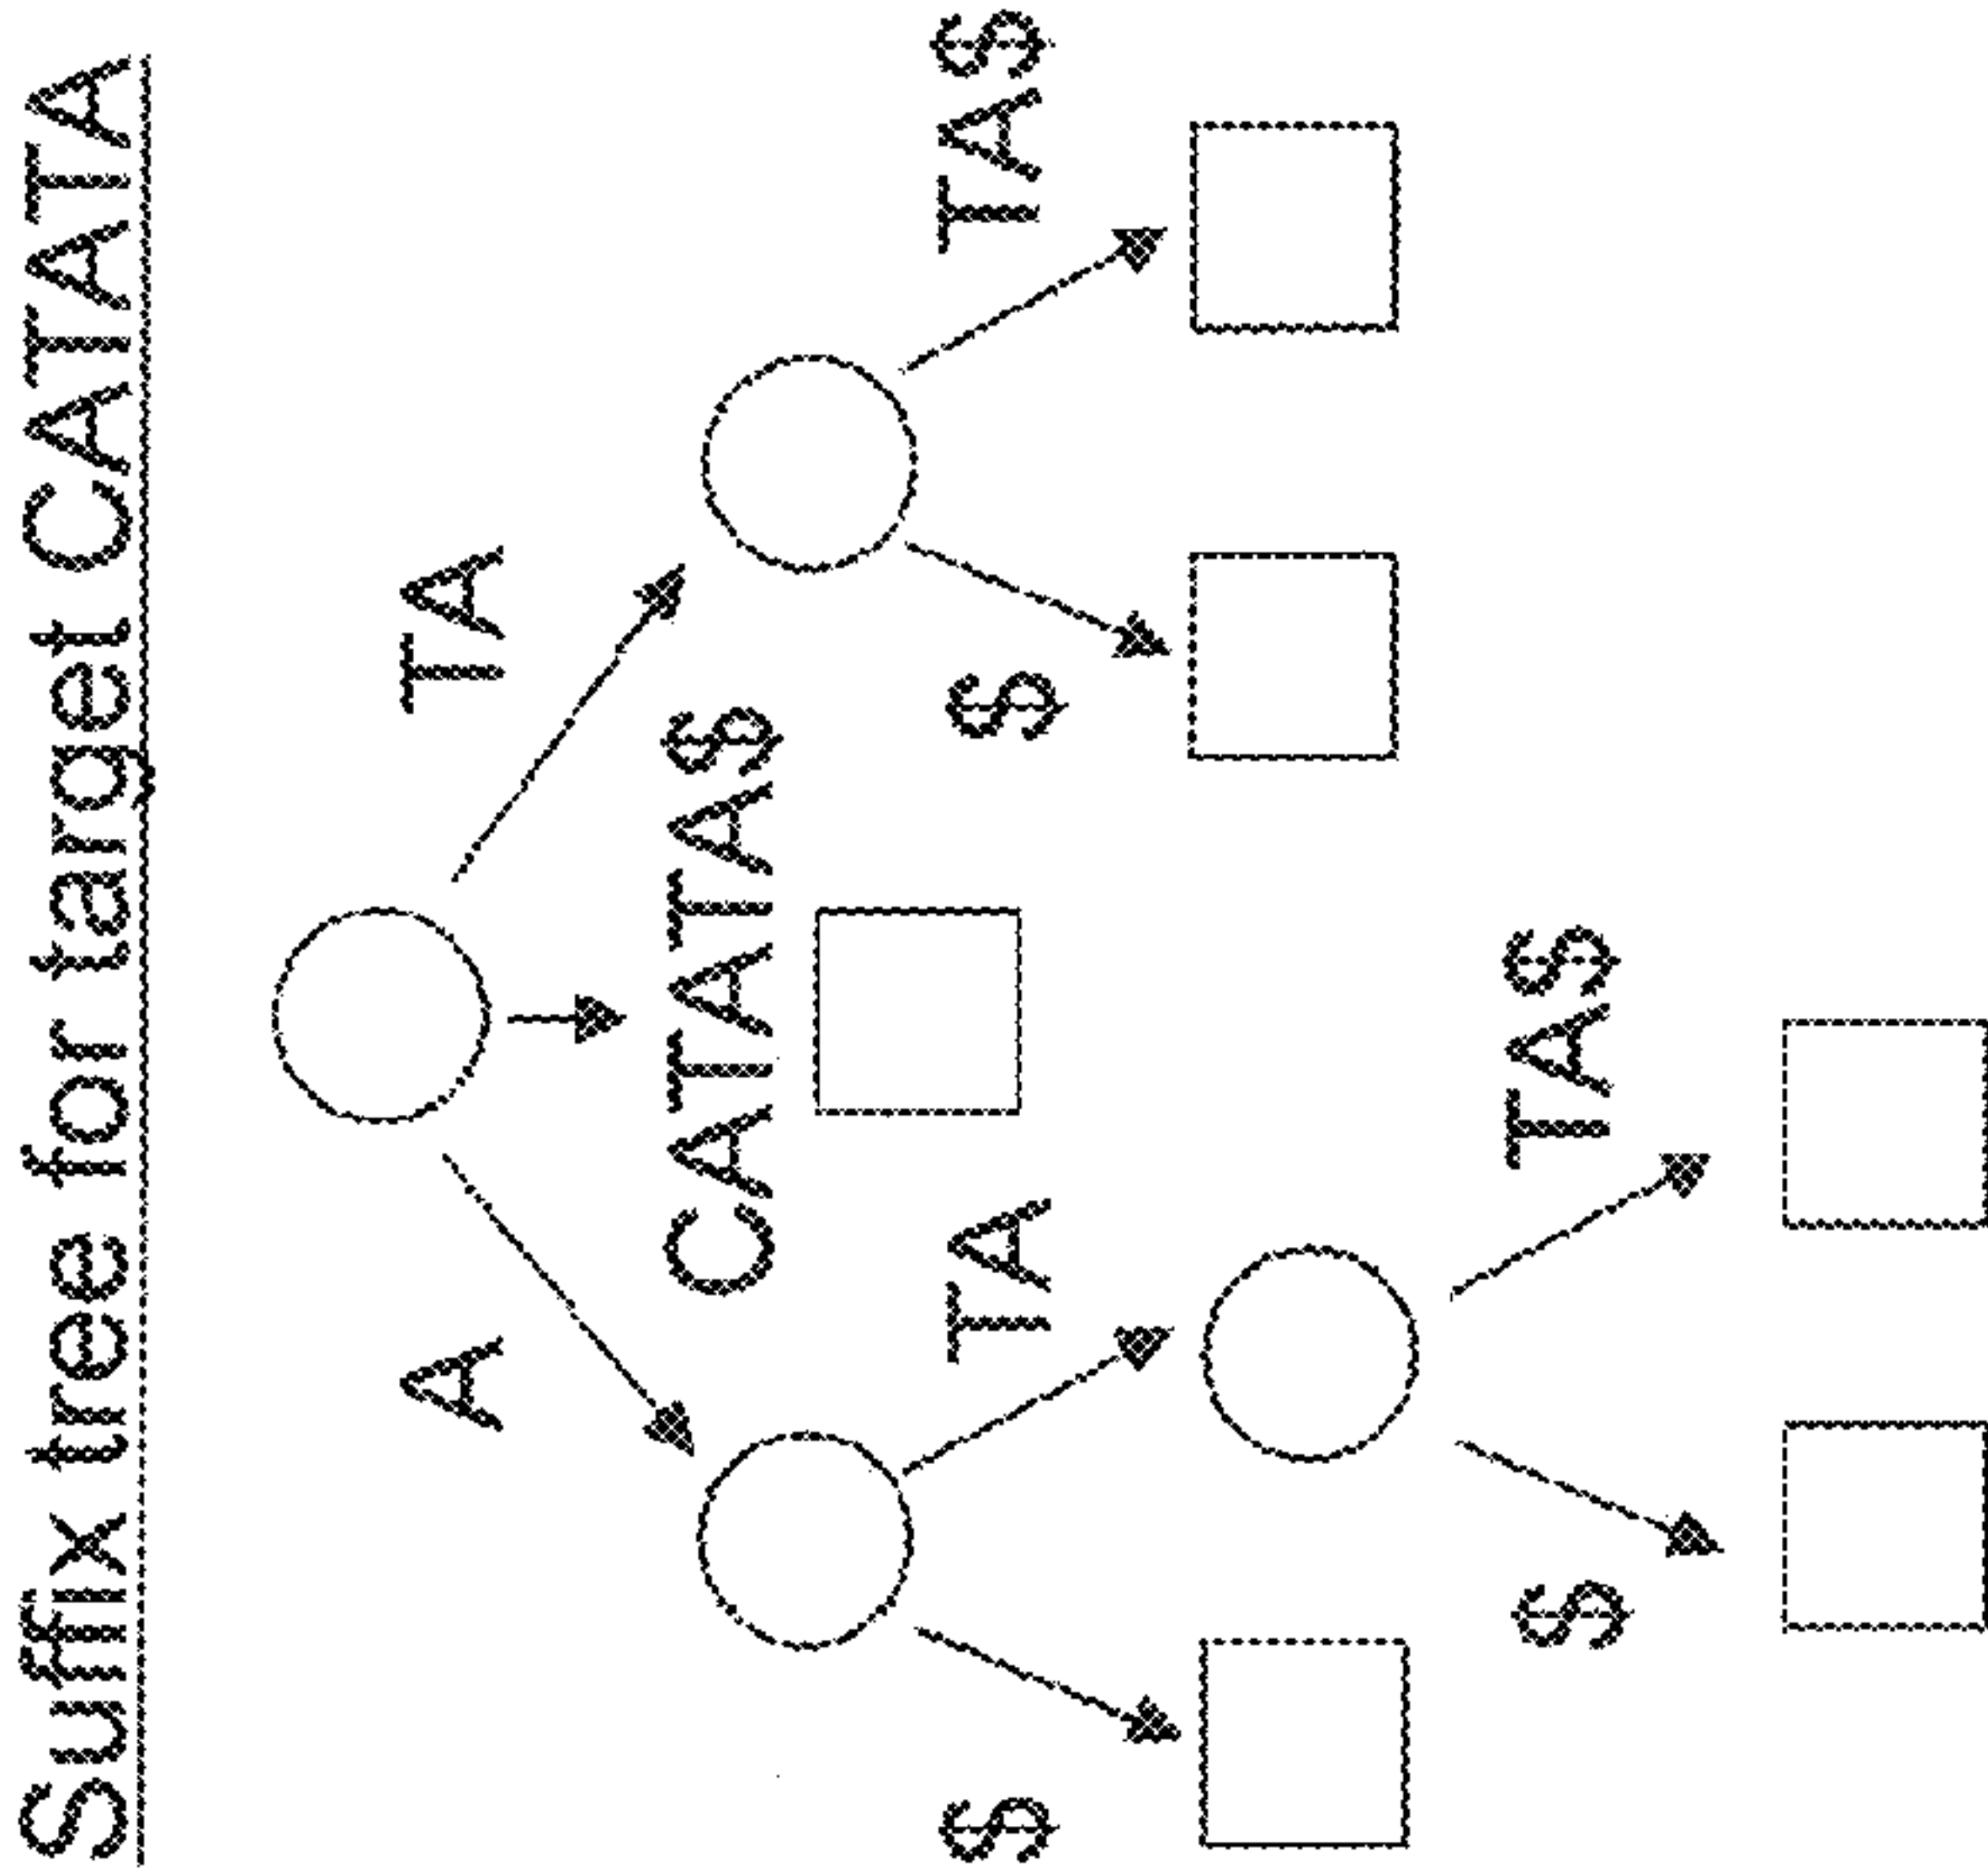 Suffix tree for target CATATA
A
TA
CATATA$
$
TA
$
TA$
$
TA$